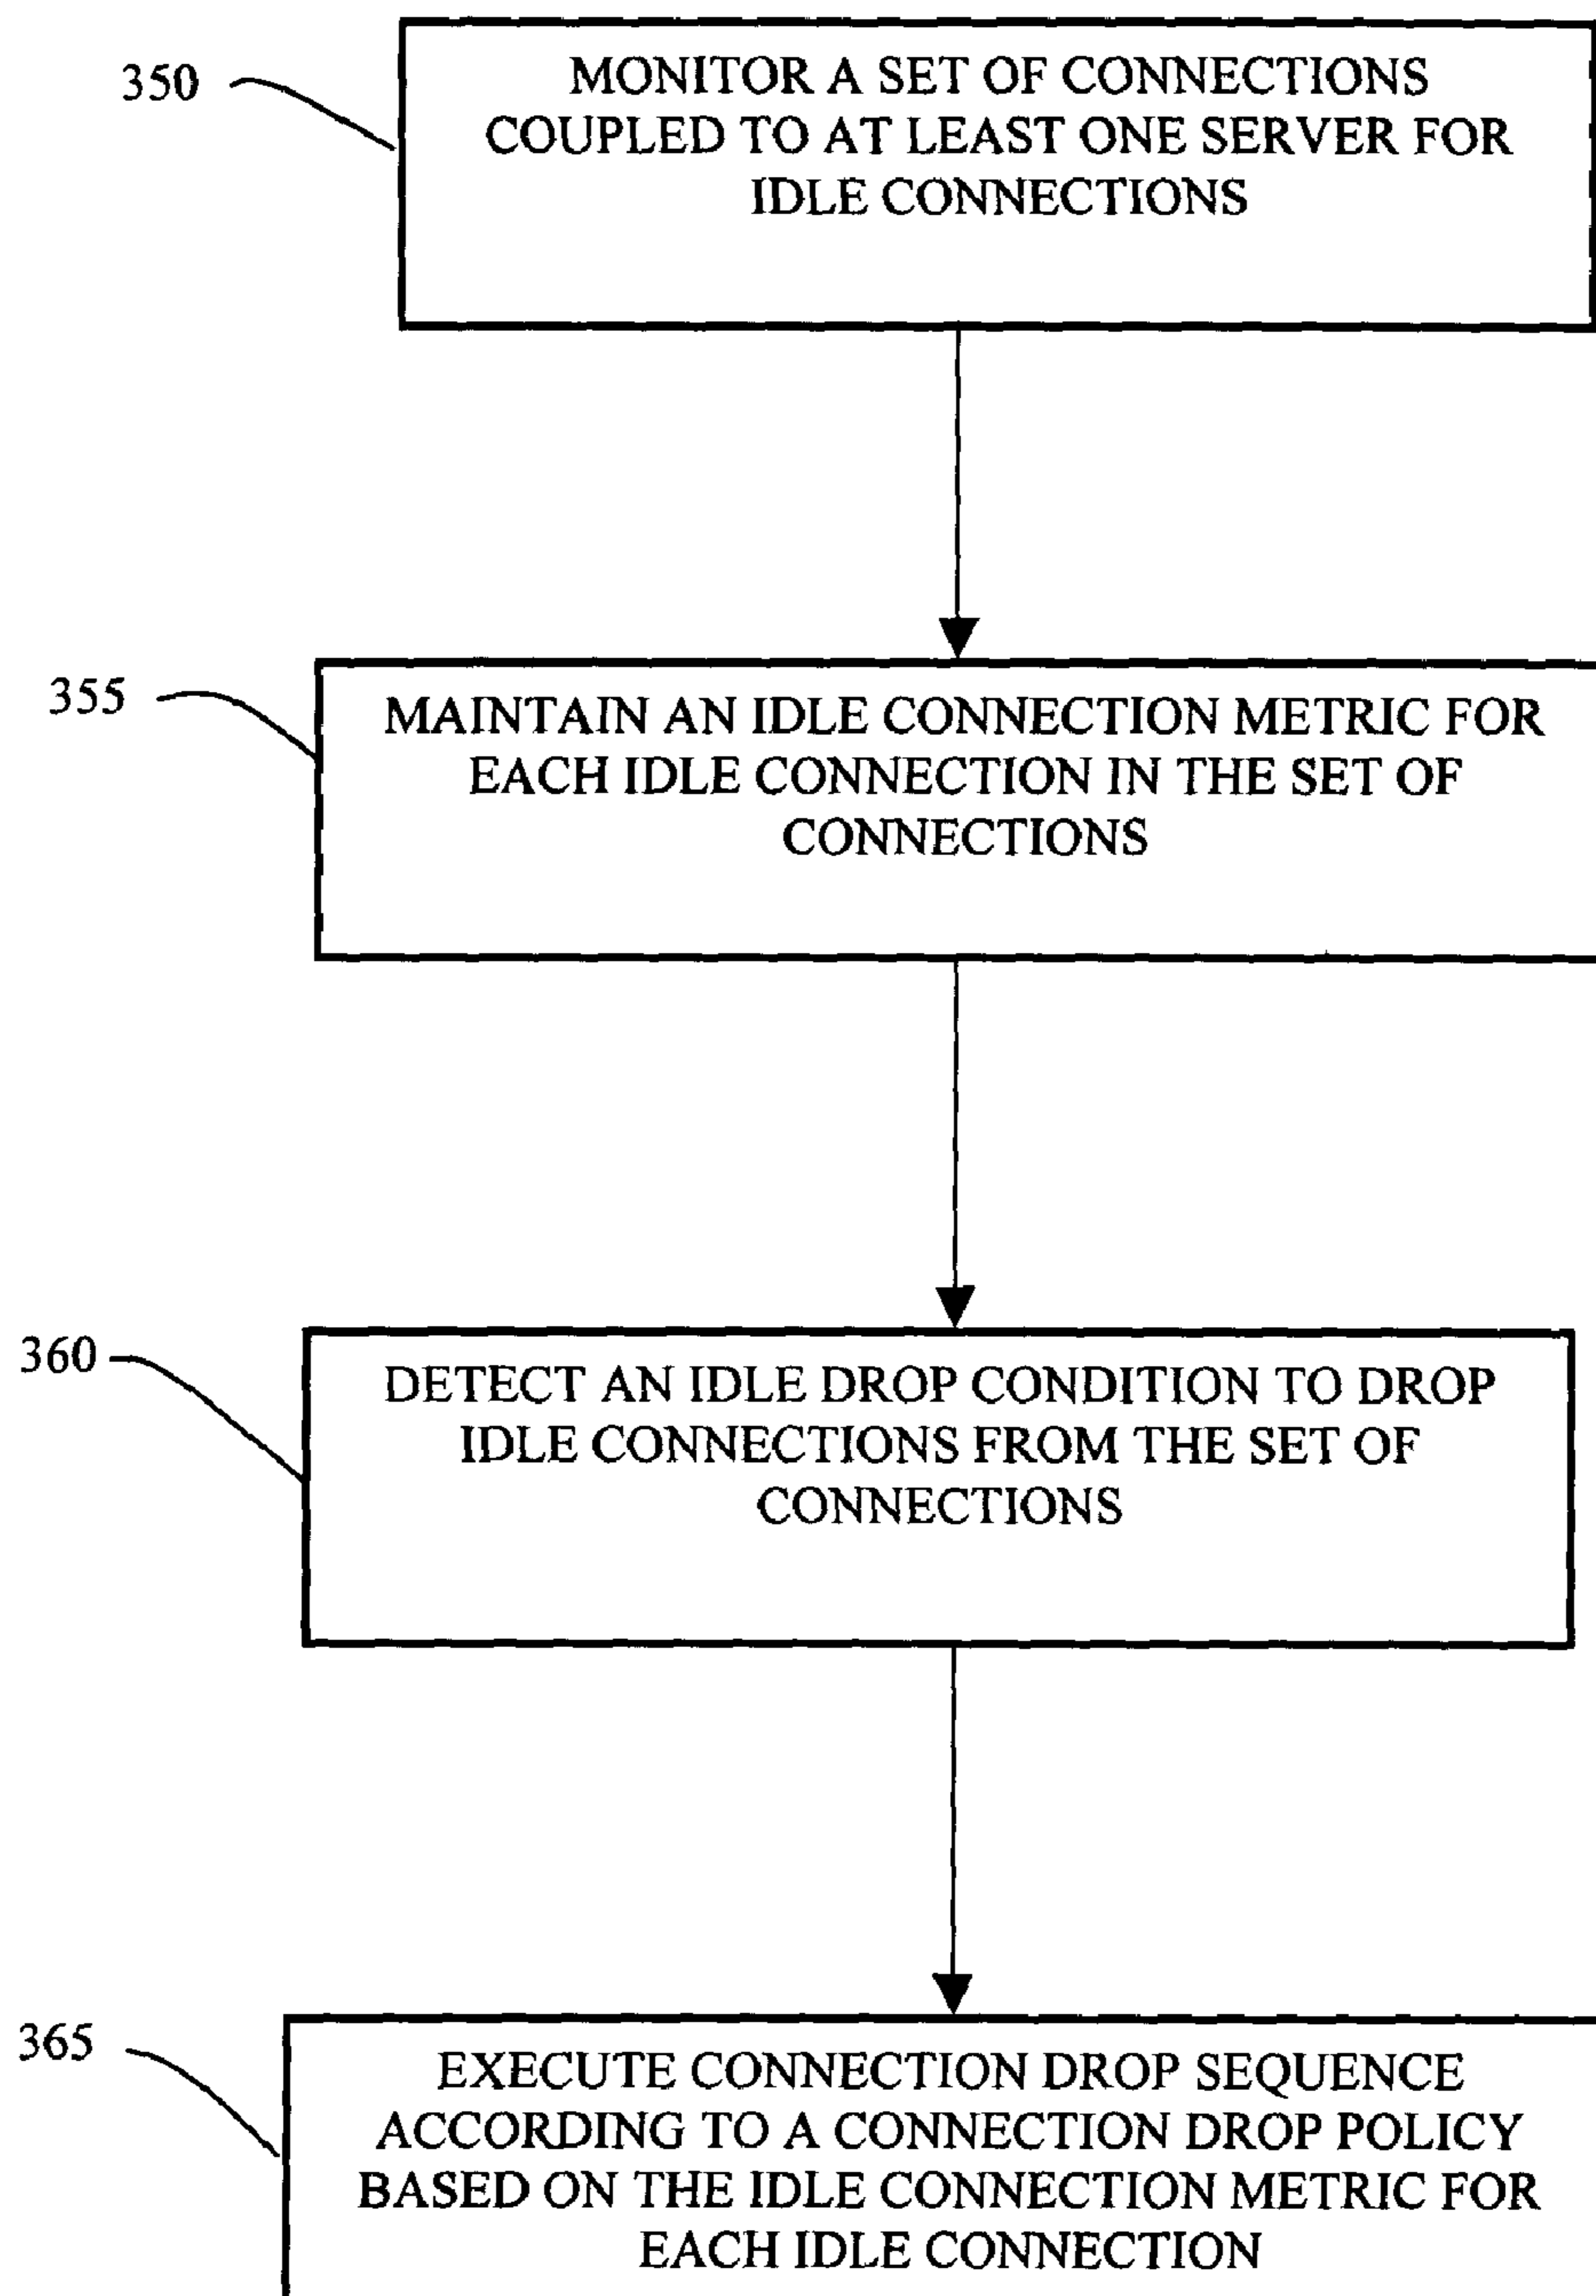 350
MONITOR A SET OF CONNECTIONS
COUPLED TO AT LEAST ONE SERVER FOR
IDLE CONNECTIONS
355
MAINTAIN AN IDLE CONNECTION METRIC FOR
EACH IDLE CONNECTION IN THE SET OF
CONNECTIONS
360
DETECT AN IDLE DROP CONDITION TO DROP
IDLE CONNECTIONS FROM THE SET OF
CONNECTIONS
365
EXECUTE CONNECTION DROP SEQUENCE
ACCORDING TO A CONNECTION DROP POLICY
BASED ON THE IDLE CONNECTION METRIC FOR
EACH IDLE CONNECTION